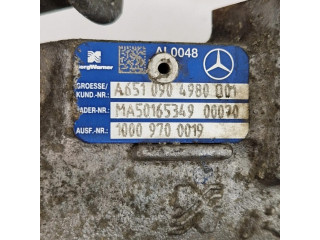 AL0048
BorgWarner
GROESSE/
KUND.-NR.: A651 090 4980 001
LADER-NR.: MA50165349 00070
AUSF.-NR.: 1000 970 0019